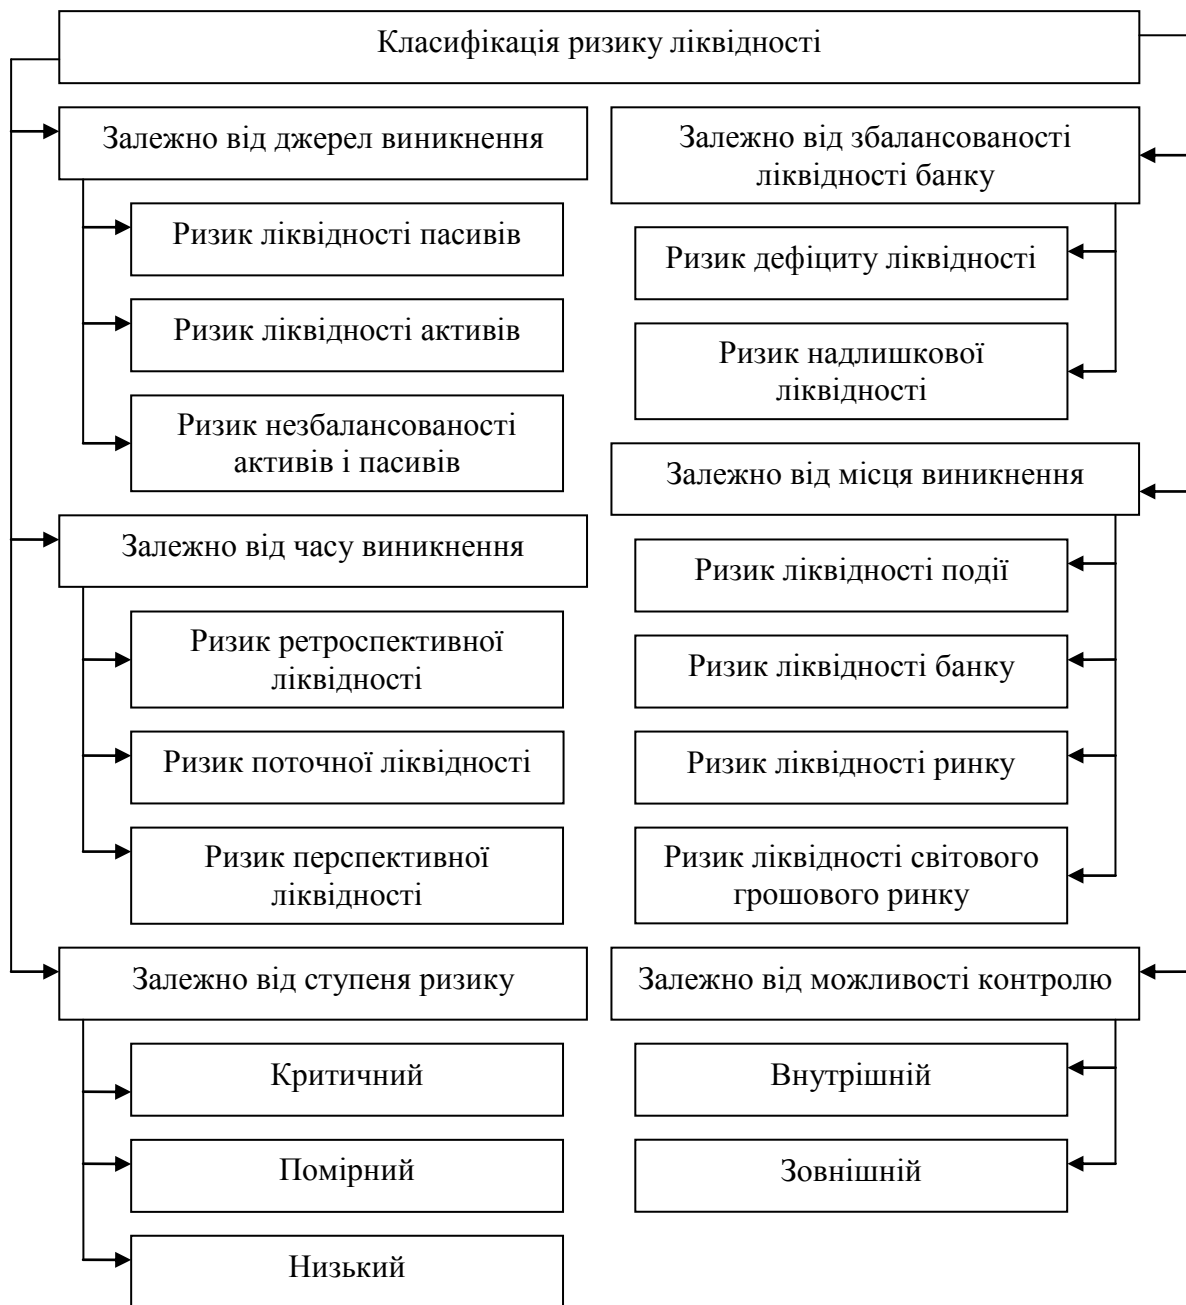 Класифікація ризику ліквідності
Залежно від джерел виникнення
Ризик ліквідності пасивів
Ризик ліквідності активів
Ризик незбалансованості
активів і пасивів
Залежно від часу виникнення
Ризик ретроспективної
ліквідності
Ризик поточної ліквідності
Ризик перспективної
ліквідності
Залежно від ступеня ризику
Критичний
Помірний
Низький
Залежно від збалансованості
ліквідності банку
Ризик дефіциту ліквідності
Ризик надлишкової
ліквідності
Залежно від місця виникнення
Ризик ліквідності події
Ризик ліквідності банку
Ризик ліквідності ринку
Ризик ліквідності світового
грошового ринку
Залежно від можливості контролю
Внутрішній
Зовнішній